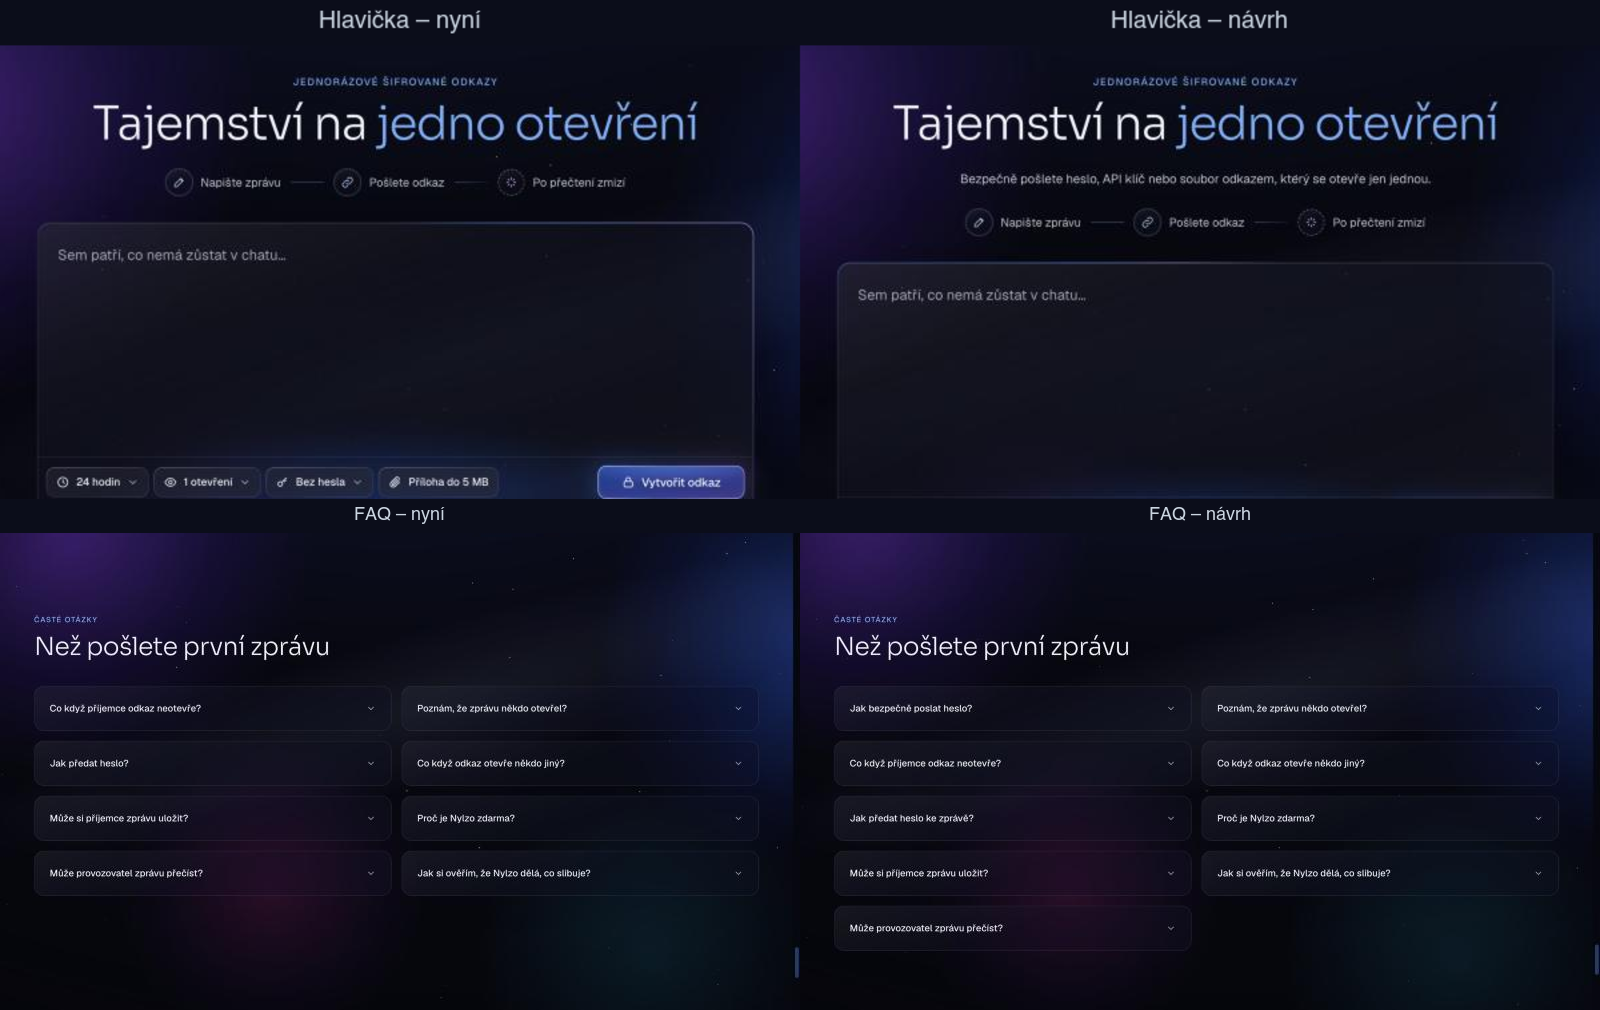 Hlavička – nyní
JEDNORÁZOVÉ ŠIFROVANÉ ODKAZY
Tajemství na jedno otevření
Napište zprávu
Pošlete odkaz
Po přečtení zmizí
Sem patří, co nemá zůstat v chatu...
24 hodin
1 otevření
Bez hesla
Příloha do 5 MB
Vytvořit odkaz
Hlavička – návrh
JEDNORÁZOVÉ ŠIFROVANÉ ODKAZY
Tajemství na jedno otevření
Bezpečně pošlete heslo, API klíč nebo soubor odkazem, který se otevře jen jednou.
Napište zprávu
Pošlete odkaz
Po přečtení zmizí
Sem patří, co nemá zůstat v chatu...
FAQ – nyní
ČASTÉ OTÁZKY
Než pošlete první zprávu
Co když příjemce odkaz neotevře?
Poznám, že zprávu někdo otevřel?
Jak předat heslo?
Co když odkaz otevře někdo jiný?
Může si příjemce zprávu uložit?
Proč je Nylzo zdarma?
Může provozovatel zprávu přečíst?
Jak si ověřím, že Nylzo dělá, co slibuje?
FAQ – návrh
ČASTÉ OTÁZKY
Než pošlete první zprávu
Jak bezpečně poslat heslo?
Poznám, že zprávu někdo otevřel?
Co když příjemce odkaz neotevře?
Co když odkaz otevře někdo jiný?
Jak předat heslo ke zprávě?
Proč je Nylzo zdarma?
Může si příjemce zprávu uložit?
Jak si ověřím, že Nylzo dělá, co slibuje?
Může provozovatel zprávu přečíst?